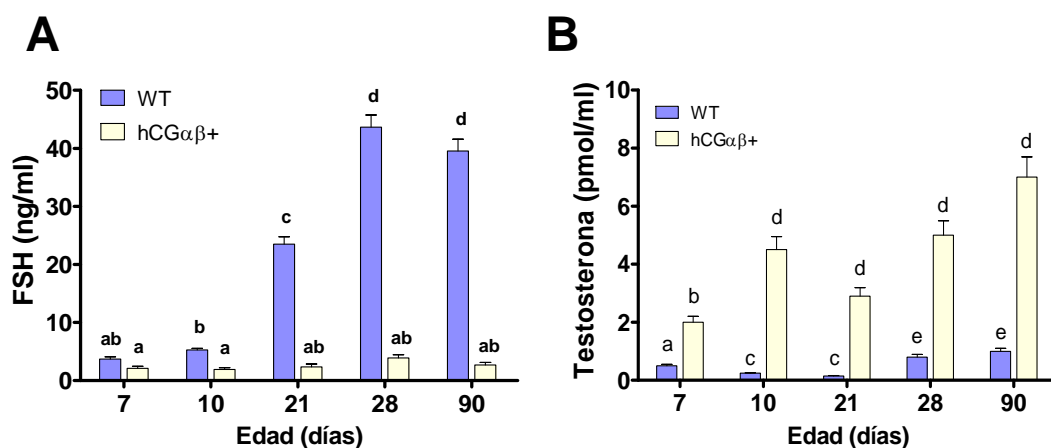 A
50
40
30
20
10
0
FSH (ng/ml)
WT
hCGαβ+
ab
a
b
a
c
ab
d
ab
d
ab
7 10 21 28 90
Edad (días)
B
10
8
6
4
2
0
Testosterona (pmol/ml)
WT
hCGαβ+
a
b
c
d
c
d
e
d
e
d
7 10 21 28 90
Edad (días)